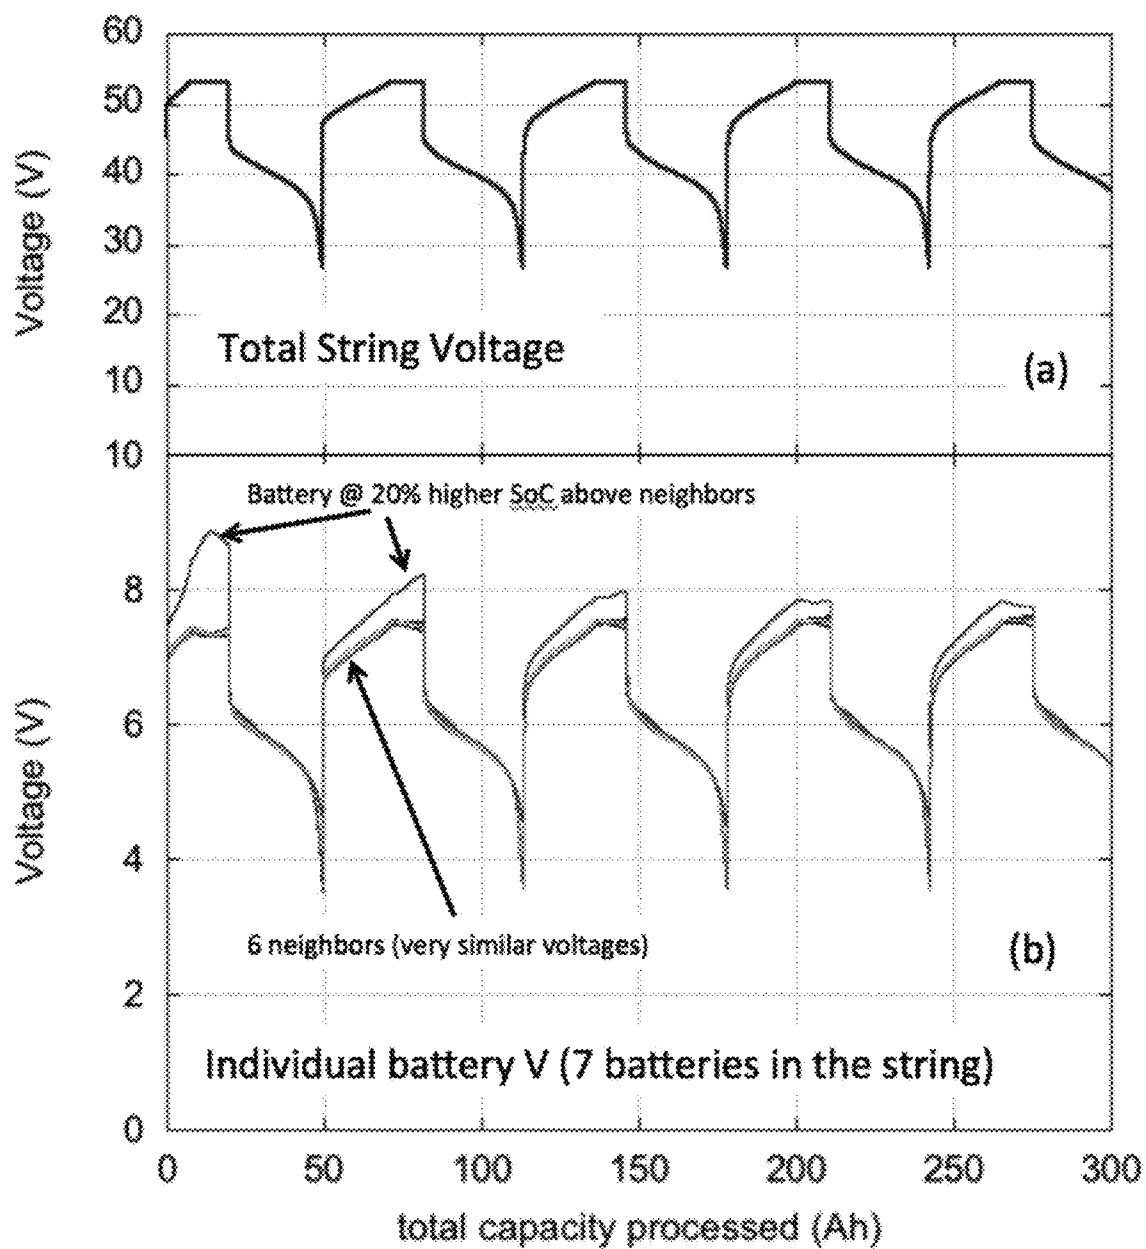 60
50
40
30
20
10
10
Voltage (V)
Total String Voltage
(a)
Battery @ 20% higher SoC above neighbors
8
6
4
2
0
Voltage (V)
6 neighbors (very similar voltages)
(b)
Individual battery V (7 batteries in the string)
0 50 100 150 200 250 300
total capacity processed (Ah)